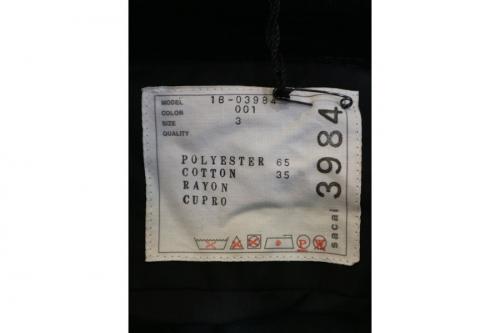 MODEL 16-03984
COLOR 001
SIZE 3
QUALITY
POLYESTER 65
COTTON 35
RAYON
CUPRO
P
sacai 3984